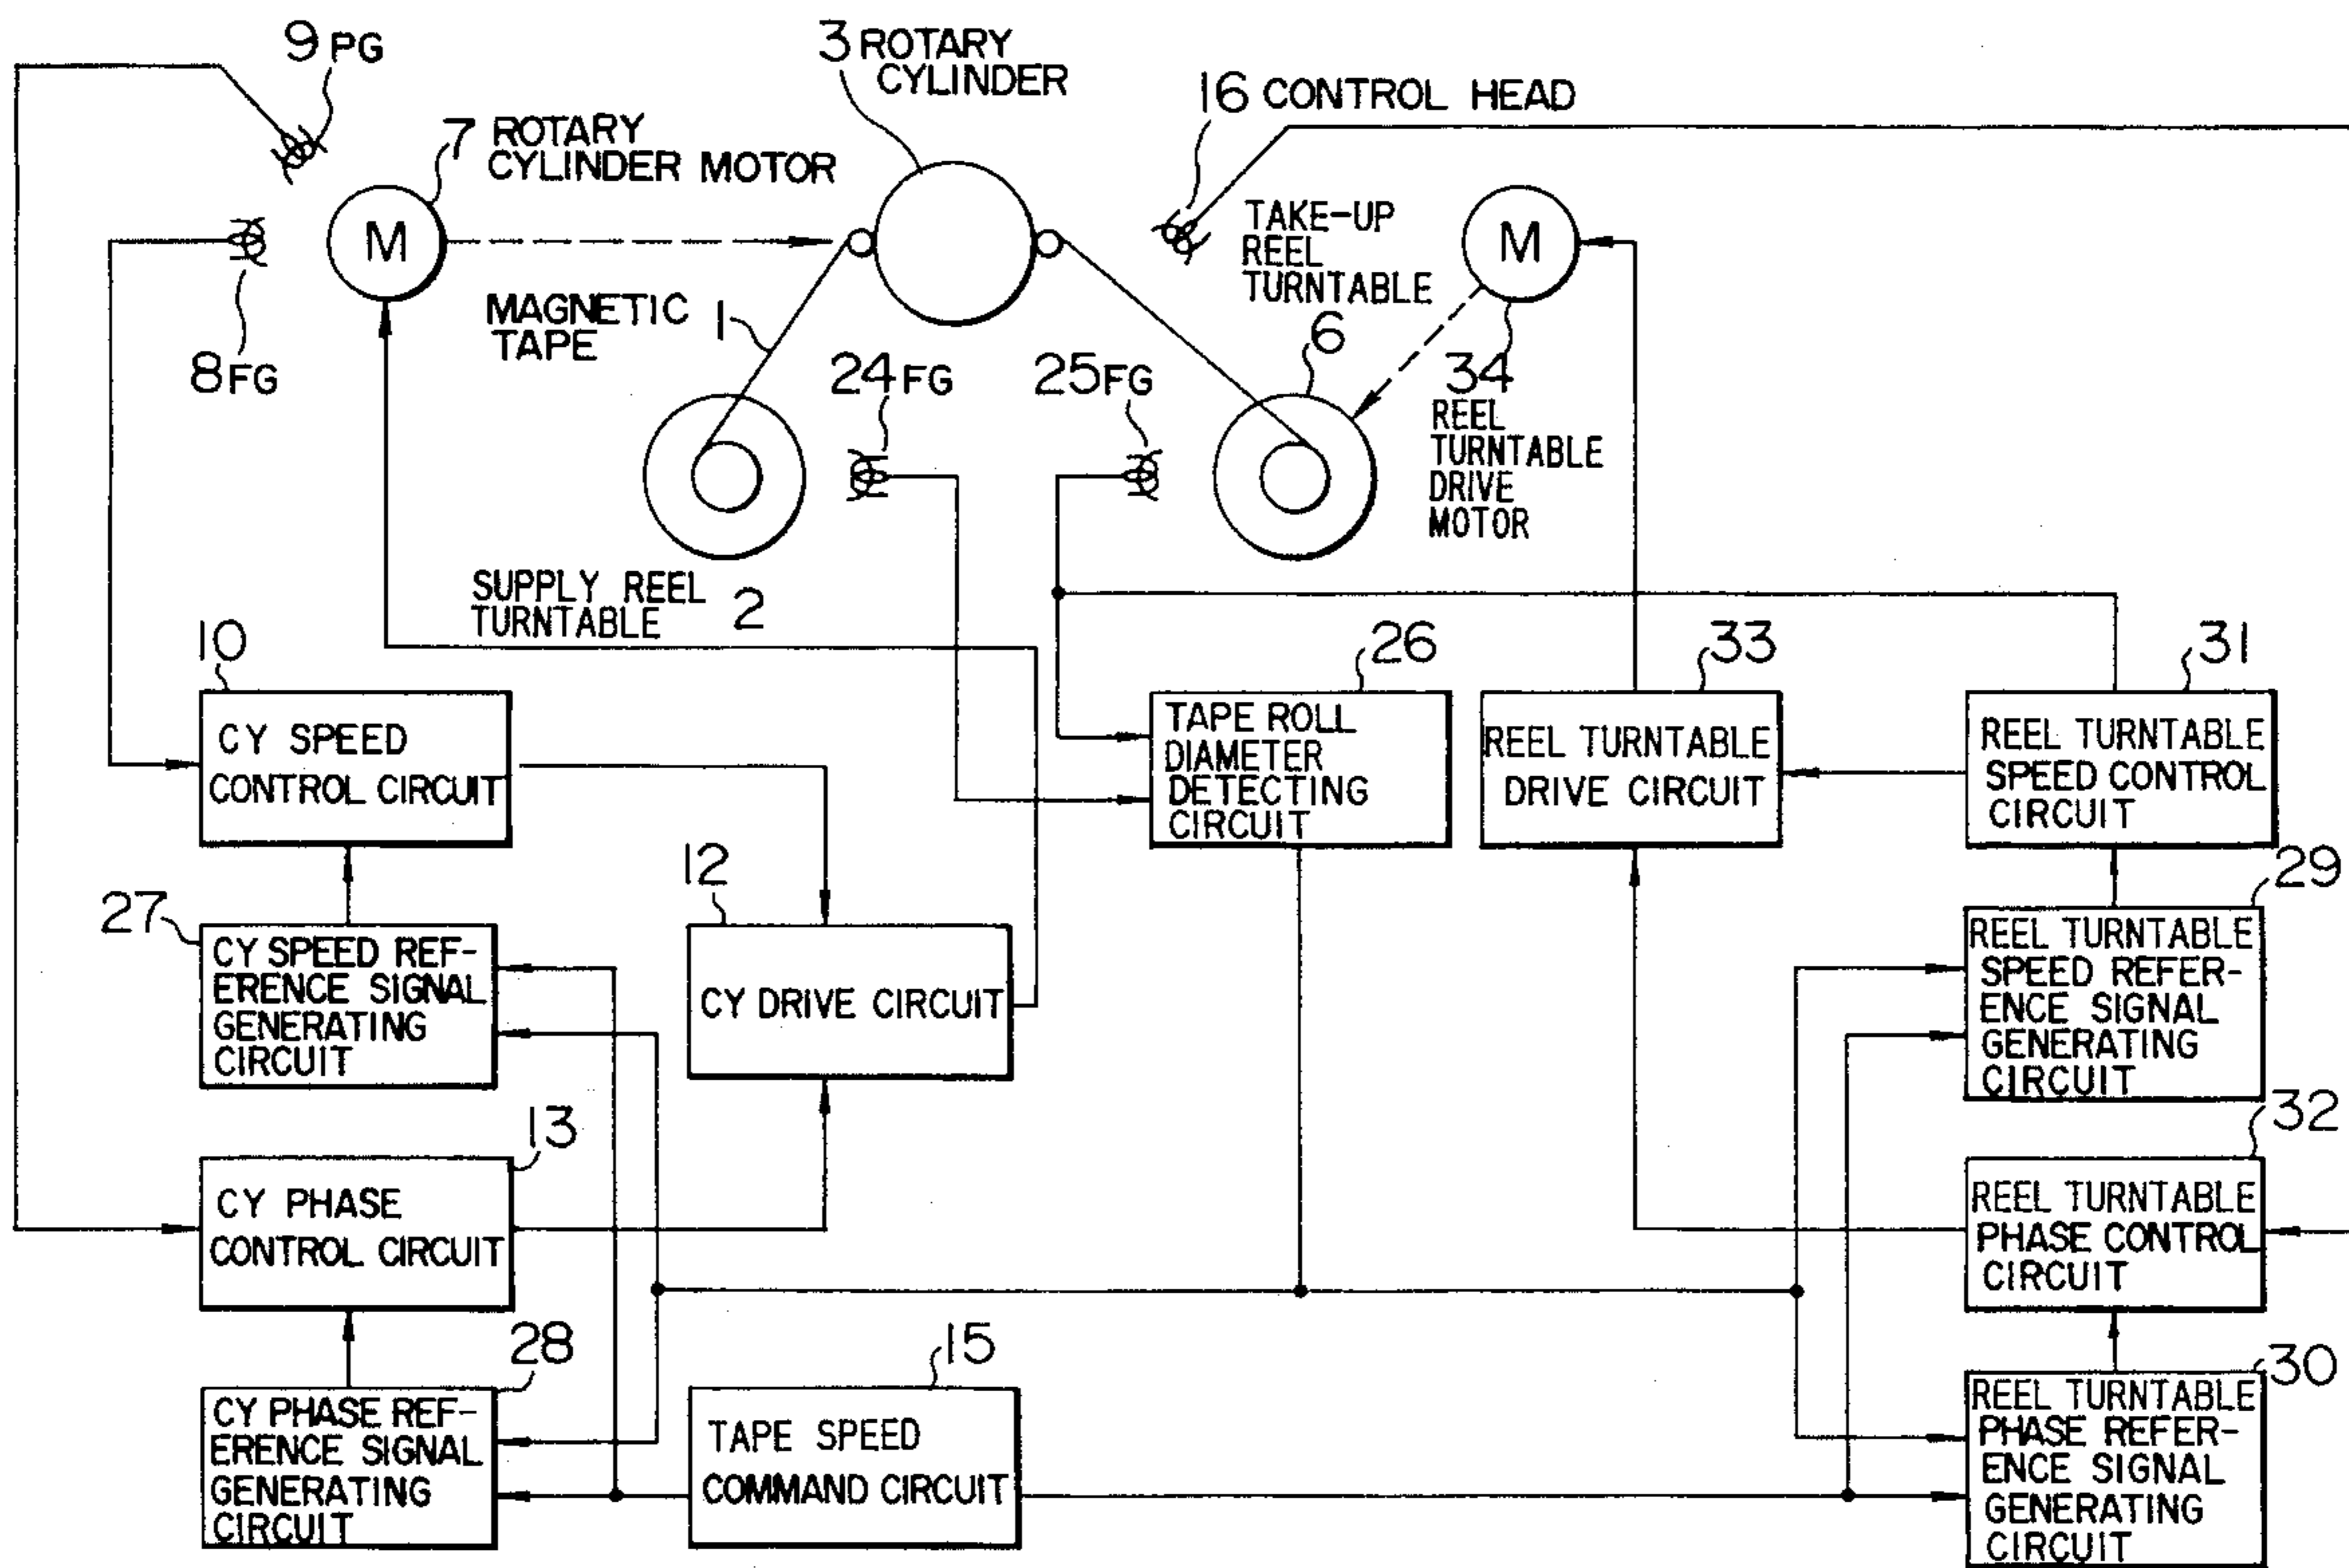 9 PG
3 ROTARY
CYLINDER
16 CONTROL HEAD
7 ROTARY
CYLINDER MOTOR
M
TAKE-UP
REEL
TURNTABLE
M
MAGNETIC
TAPE
1
6
8 FG
24 FG
25 FG
34
REEL
TURNTABLE
DRIVE
MOTOR
SUPPLY REEL
TURNTABLE
2
10
CY SPEED
CONTROL CIRCUIT
26
TAPE ROLL
DIAMETER
DETECTING
CIRCUIT
33
REEL TURNTABLE
DRIVE CIRCUIT
31
REEL TURNTABLE
SPEED CONTROL
CIRCUIT
27
CY SPEED REF-
ERENCE SIGNAL
GENERATING
CIRCUIT
12
CY DRIVE CIRCUIT
29
REEL TURNTABLE
SPEED REFER-
ENCE SIGNAL
GENERATING
CIRCUIT
13
CY PHASE
CONTROL CIRCUIT
32
REEL TURNTABLE
PHASE CONTROL
CIRCUIT
28
CY PHASE REF-
ERENCE SIGNAL
GENERATING
CIRCUIT
15
TAPE SPEED
COMMAND CIRCUIT
30
REEL TURNTABLE
PHASE REFER-
ENCE SIGNAL
GENERATING
CIRCUIT